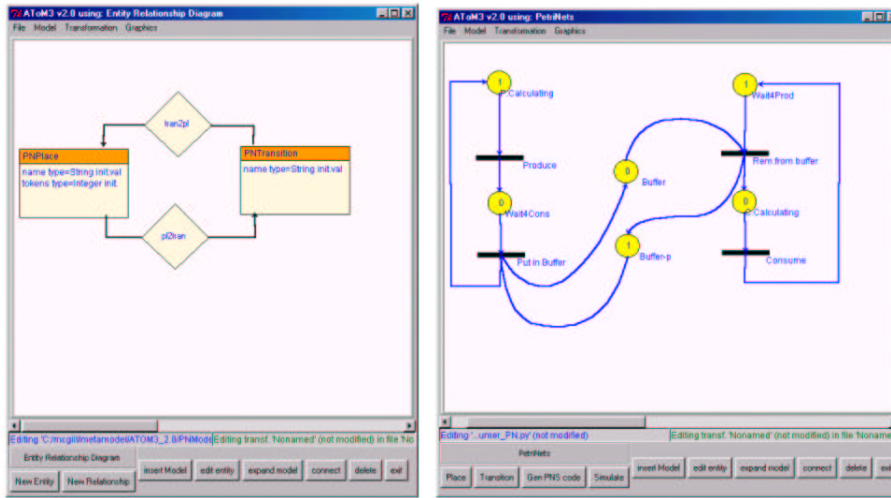 AToM3 v2.0 using: Entity Relationship Diagram
File Model Transformation Graphics
tran2pl
PNPlace
name type=String init.val
tokens type=Integer init.
PNTransition
name type=String init.val
pl2tran
Editing 'C:/mcgill/metamodel/ATOM3_2.0/PNMode
Editing transf. 'Nonamed' (not modified) in file 'No
Entity Relationship Diagram
New Entity New Relationship
insert Model edit entity expand model connect delete exit
AToM3 v2.0 using: PetriNets
File Model Transformation Graphics
1
P.Calculating
Produce
0
Wait4Cons
Put in Buffer
0
Buffer
1
Buffer-p
1
Wait4Prod
Rem.from buffer
0
C.Calculating
Consume
Editing '...umser_PN.py' (not modified)
Editing transf. 'Nonamed' (not modified) in file 'Noname
PetriNets
Place Transition Gen PNS code Simulate
insert Model edit entity expand model connect delete exit